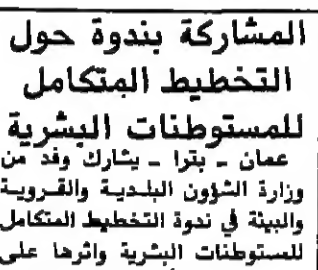 المشاركة بندوة حول
التخطيط المتكامل
للمستوطنات البشرية
عمان - بترا - يشارك وفد من
وزارة الشؤون البلدية والقروية
والبيئة في ندوة التخطيط المتكامل
للمستوطنات البشرية واثرها على